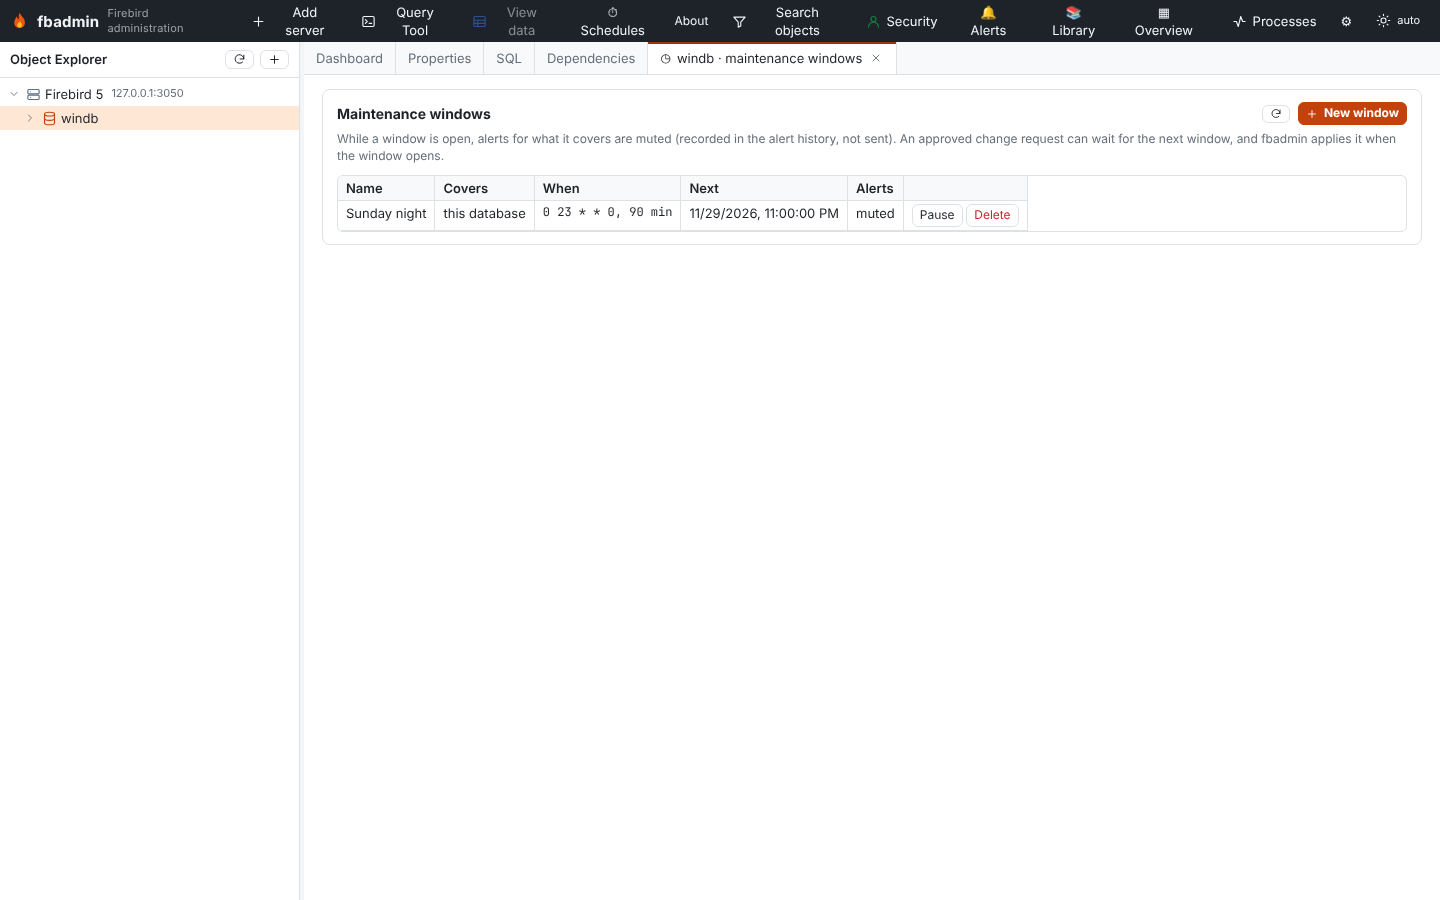 fbadmin
Firebird
administration
Add
server
Query
Tool
View
data
Schedules
About
Search
objects
Security
Alerts
Library
Overview
Processes
auto
Object Explorer
Dashboard
Properties
SQL
Dependencies
windb · maintenance windows
Firebird 5 127.0.0.1:3050
windb
Maintenance windows
New window
While a window is open, alerts for what it covers are muted (recorded in the alert history, not sent). An approved change request can wait for the next window, and fbadmin applies it when
the window opens.
Name Covers When Next Alerts
Sunday night this database 0 23 * * 0, 90 min 11/29/2026, 11:00:00 PM muted Pause Delete